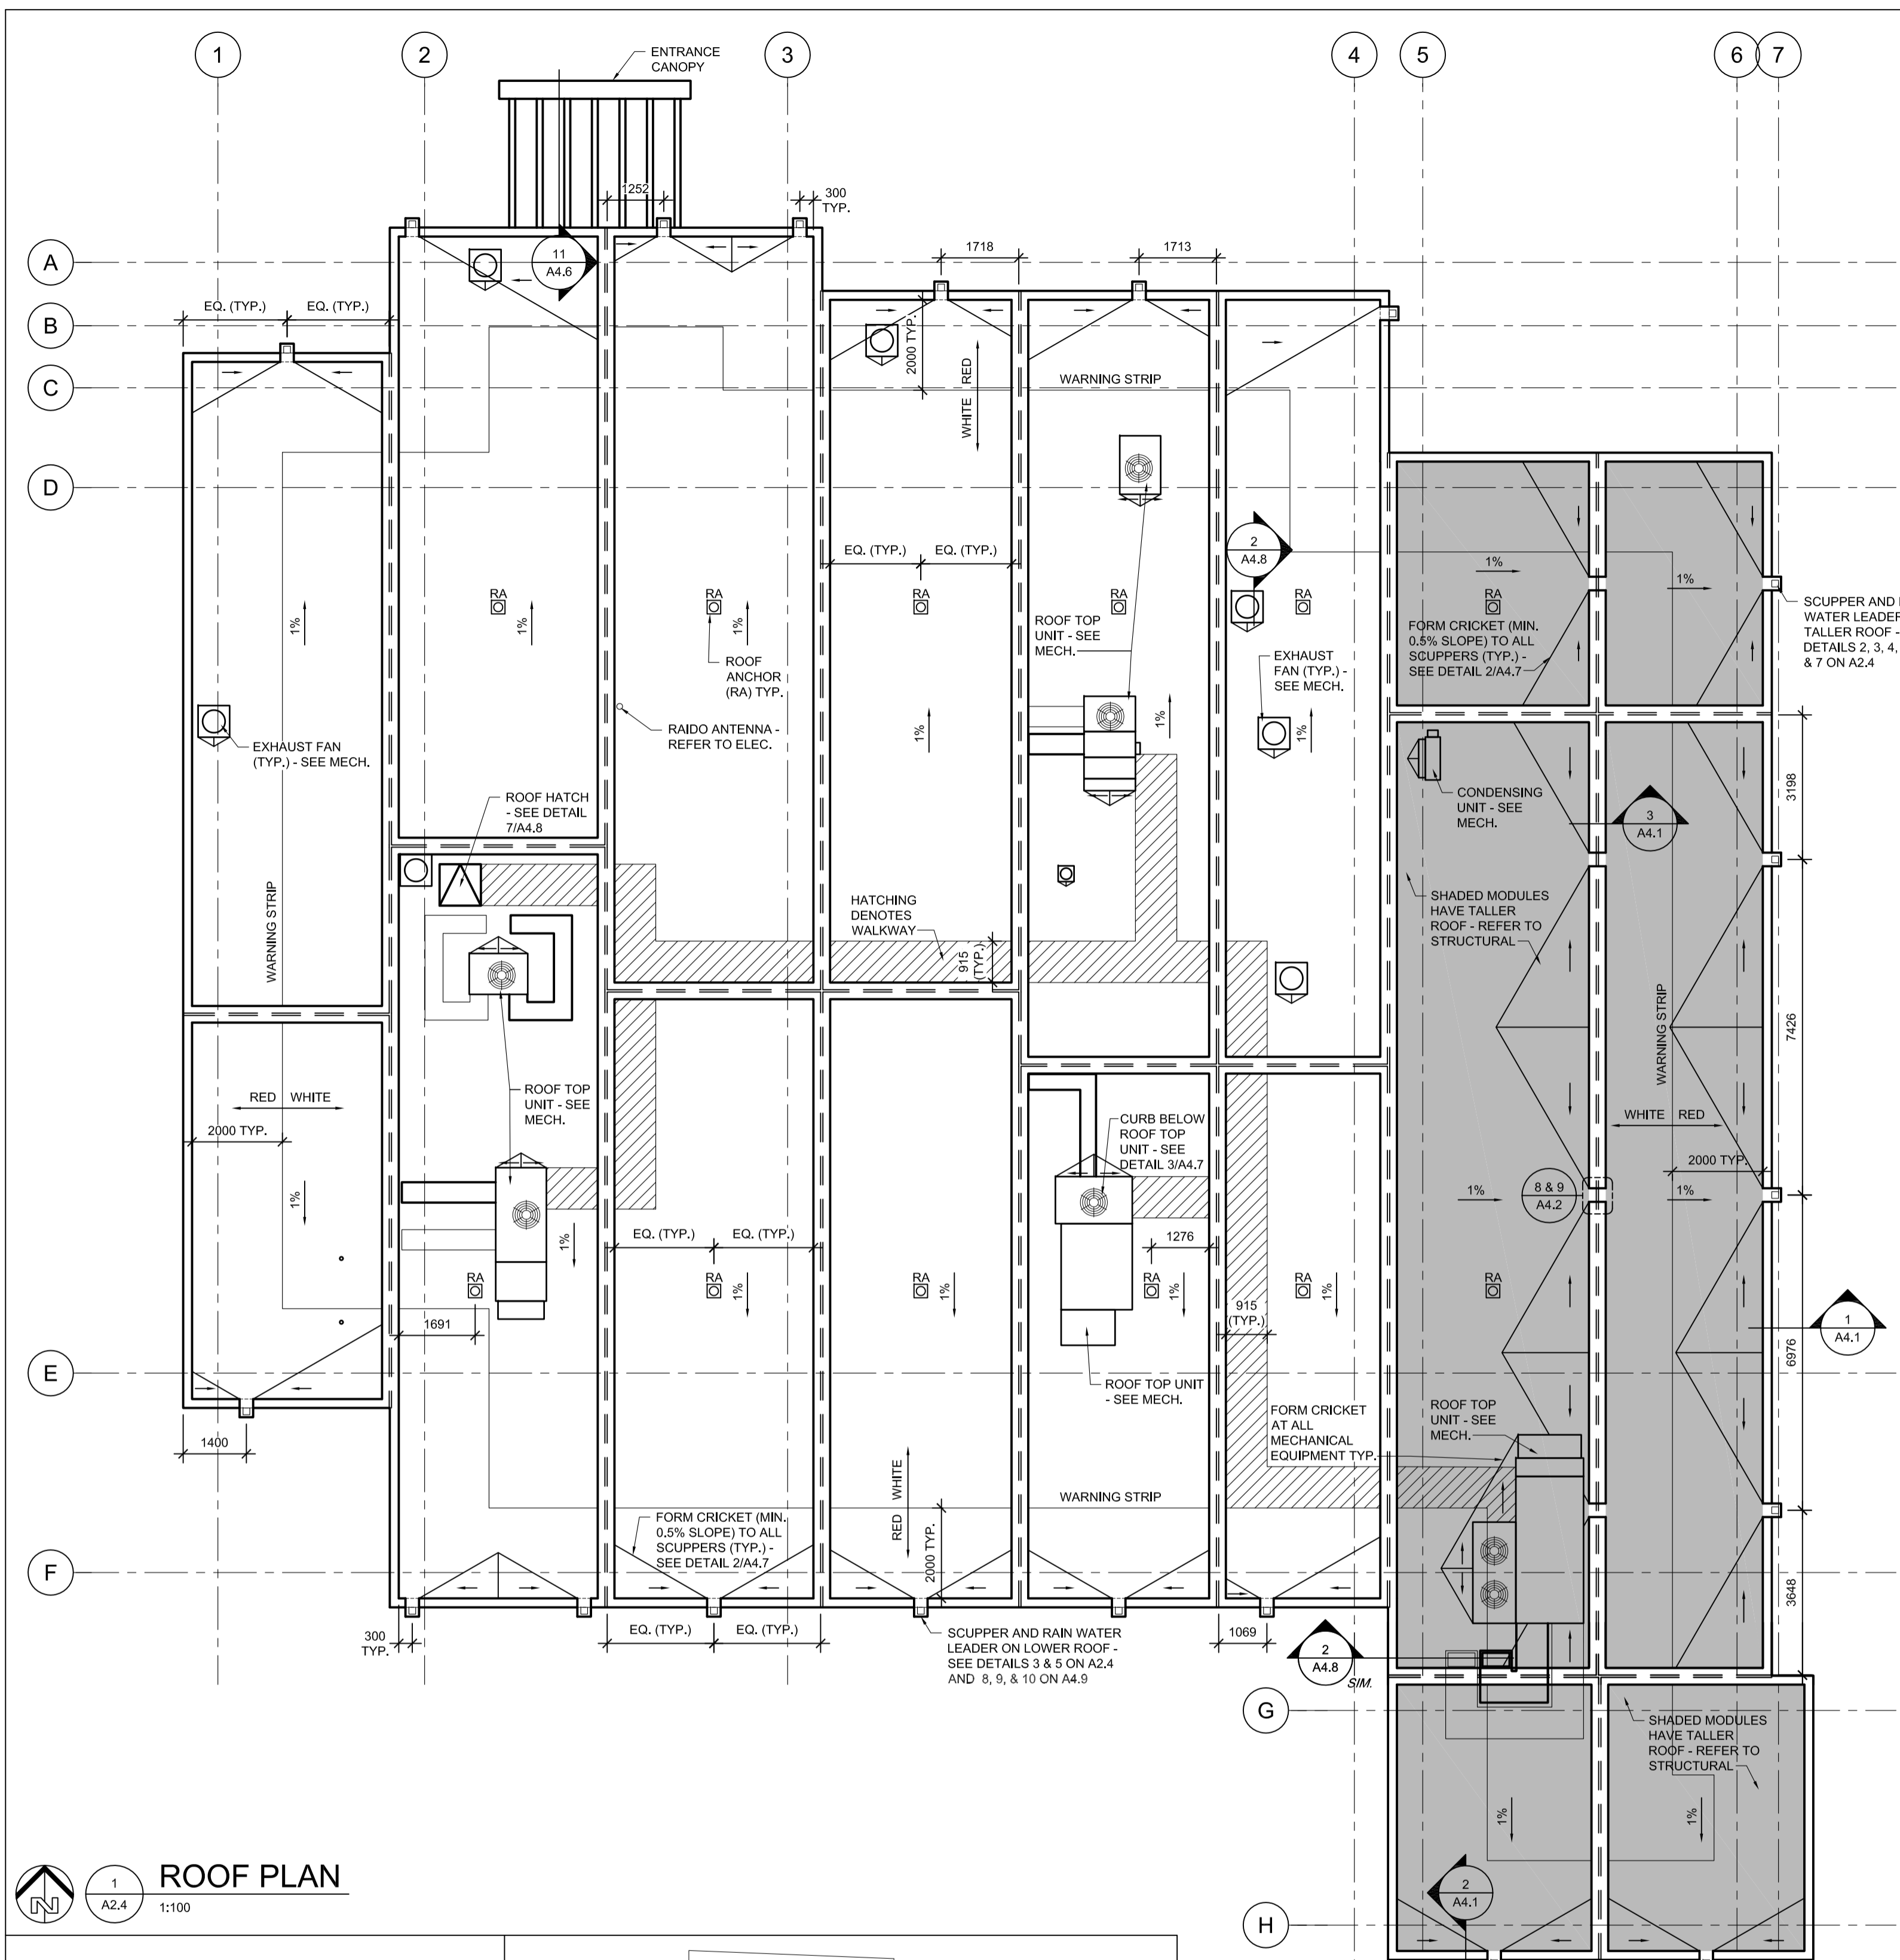 1
2
3
4
5
6
7
ENTRANCE
CANOPY
1252
300
TYP.
A
11
A4.6
1718
1713
B
EQ. (TYP.)
EQ. (TYP.)
2000 TYP.
WHITE
RED
C
WARNING STRIP
D
2
A4.8
EQ. (TYP.)
EQ. (TYP.)
1%
1%
RA
RA
RA
RA
RA
RA
1%
1%
1%
ROOF
ANCHOR
(RA) TYP.
ROOF TOP
UNIT - SEE
MECH.
EXHAUST
FAN (TYP.) -
SEE MECH.
FORM CRICKET (MIN.
0.5% SLOPE) TO ALL
SCUPPERS (TYP.) -
SEE DETAIL 2/A4.7
SCUPPER AND
WATER LEADER
TALLER ROOF -
DETAILS 2, 3, 4,
& 7 ON A2.4
RAIDO ANTENNA -
REFER TO ELEC.
1%
1%
1%
EXHAUST FAN
(TYP.) - SEE MECH.
ROOF HATCH
- SEE DETAIL
7/A4.8
CONDENSING
UNIT - SEE
MECH.
3
A4.1
3198
WARNING STRIP
HATCHING
DENOTES
WALKWAY
915
(TYP.)
SHADED MODULES
HAVE TALLER
ROOF - REFER TO
STRUCTURAL
WARNING STRIP
7426
ROOF TOP
UNIT - SEE
MECH.
RED
WHITE
2000 TYP.
CURB BELOW
ROOF TOP
UNIT - SEE
DETAIL 3/A4.7
WHITE
RED
2000 TYP.
1%
1%
8 & 9
A4.2
1%
1%
EQ. (TYP.)
EQ. (TYP.)
1276
RA
RA
RA
RA
RA
RA
1%
1%
1%
1%
1691
915
(TYP.)
1
A4.1
6976
E
ROOF TOP UNIT
- SEE MECH.
1400
FORM CRICKET
AT ALL
MECHANICAL
EQUIPMENT TYP.
ROOF TOP
UNIT - SEE
MECH.
RED
WHITE
WARNING STRIP
FORM CRICKET (MIN.
0.5% SLOPE) TO ALL
SCUPPERS (TYP.) -
SEE DETAIL 2/A4.7
2000 TYP.
F
3648
300
TYP.
EQ. (TYP.)
EQ. (TYP.)
SCUPPER AND RAIN WATER
LEADER ON LOWER ROOF -
SEE DETAILS 3 & 5 ON A2.4
AND 8, 9, & 10 ON A4.9
1069
2
A4.8
SIM.
G
SHADED MODULES
HAVE TALLER
ROOF - REFER TO
STRUCTURAL
1%
1%
N
1
A2.4
ROOF PLAN
1:100
2
A4.1
H